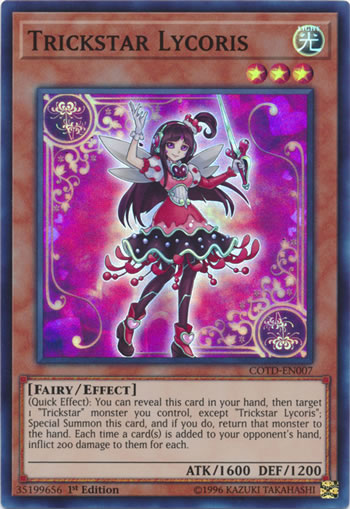 Trickstar Lycoris
光
COTD-EN007
[Fairy/Effect]
(Quick Effect): You can reveal this card in your hand, then target
1 "Trickstar" monster you control, except "Trickstar Lycoris";
Special Summon this card, and if you do, return that monster to
the hand. Each time a card(s) is added to your opponent's hand,
inflict 200 damage to them for each.
ATK/1600 DEF/1200
35199656 1st Edition ©1996 KAZUKI TAKAHASHI